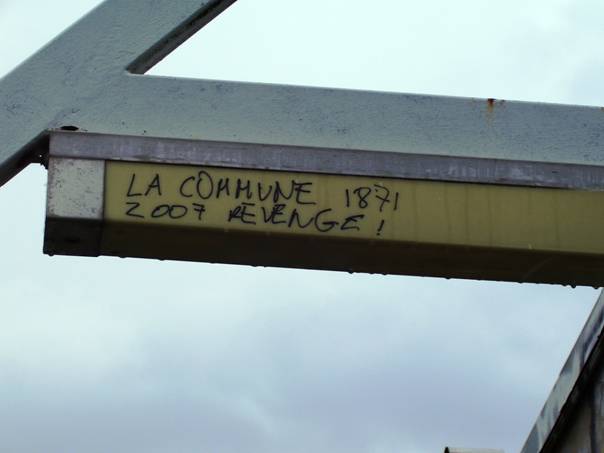 LA COMMUNE 1871
2007 REVENGE!